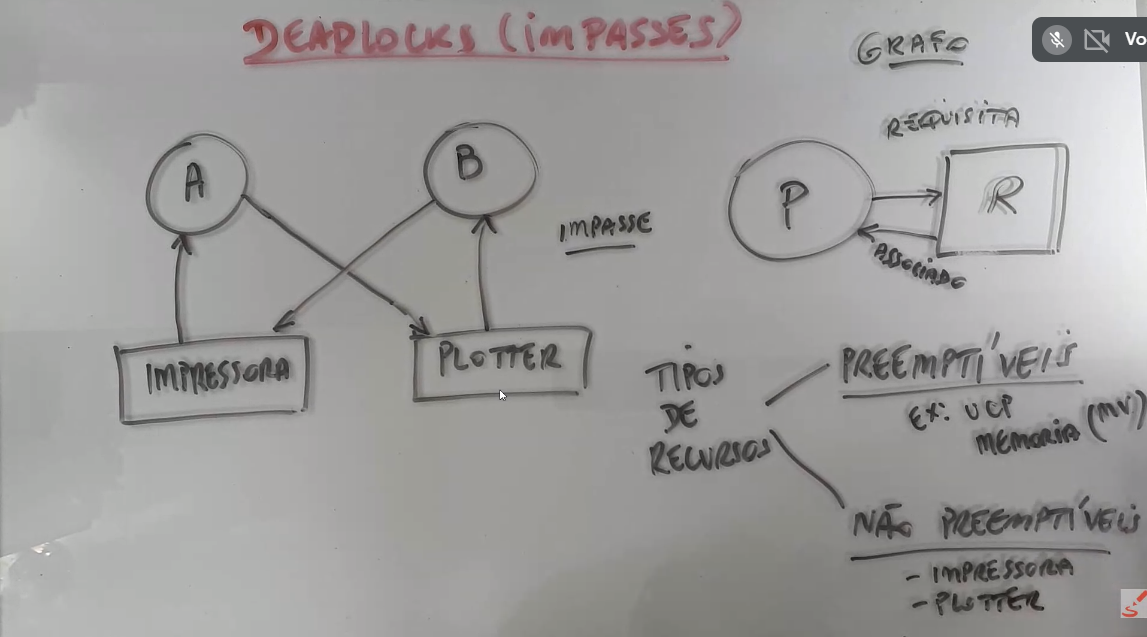 DEADLOCKS (IMPASSES)
GRAFO
Vo
REQUISITA
A
B
P
R
IMPASSE
ASSOCIADO
IMPRESSORA
PLOTTER
TIPOS
DE
RECURSOS
PREEMPTÍVEIS
EX: UCP
MEMORIA (MV)
NÃO PREEMPTÍVEIS
- IMPRESSORA
- PLOTTER
S